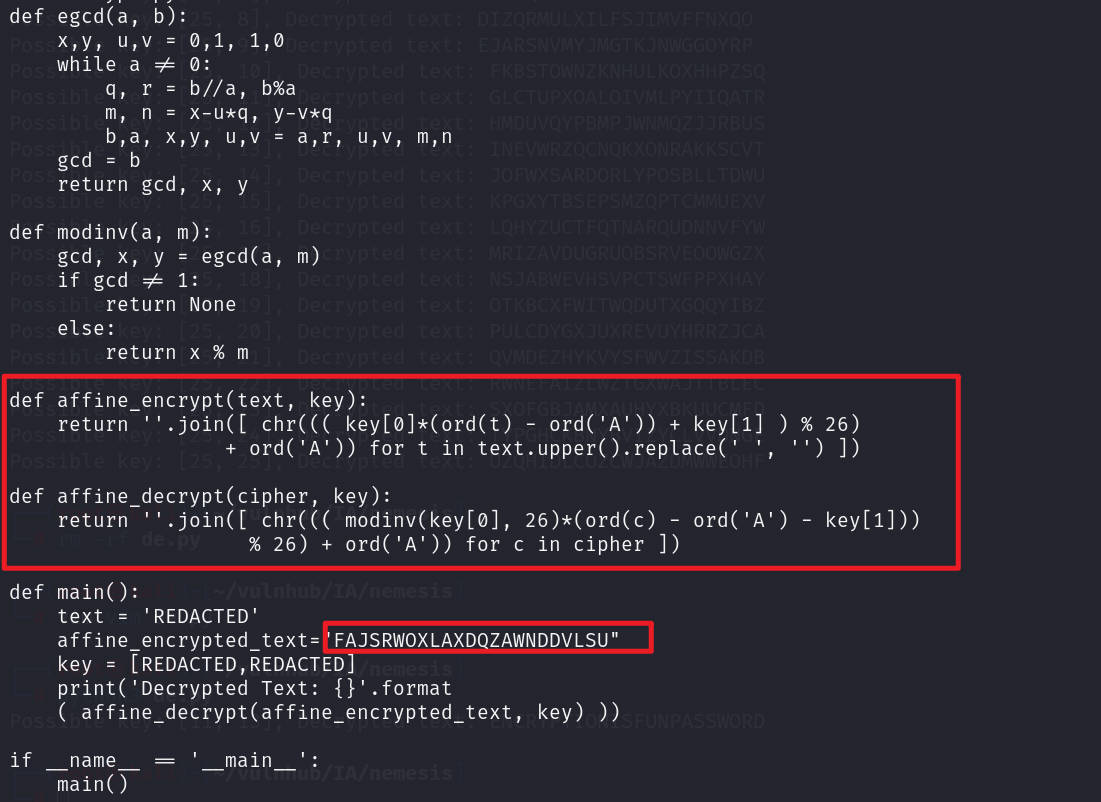 def egcd(a, b):
    x,y, u,v = 0,1, 1,0
    while a ≠ 0:
        q, r = b//a, b%a
        m, n = x-u*q, y-v*q
        b,a, x,y, u,v = a,r, u,v, m,n
    gcd = b
    return gcd, x, y
def modinv(a, m):
    gcd, x, y = egcd(a, m)
    if gcd ≠ 1:
        return None
    else:
        return x % m
def affine_encrypt(text, key):
    return ''.join([ chr((( key[0]*(ord(t) - ord('A')) + key[1] ) % 26)
                  + ord('A')) for t in text.upper().replace(' ', '') ])
def affine_decrypt(cipher, key):
    return ''.join([ chr((( modinv(key[0], 26)*(ord(c) - ord('A') - key[1]))
                    % 26) + ord('A')) for c in cipher ])
def main():
    text = 'REDACTED'
    affine_encrypted_text="FAJSRWOXLAXDQZAWNDDVLSU"
    key = [REDACTED,REDACTED]
    print('Decrypted Text: {}'.format
    ( affine_decrypt(affine_encrypted_text, key) ))
if __name__ == '__main__':
    main()